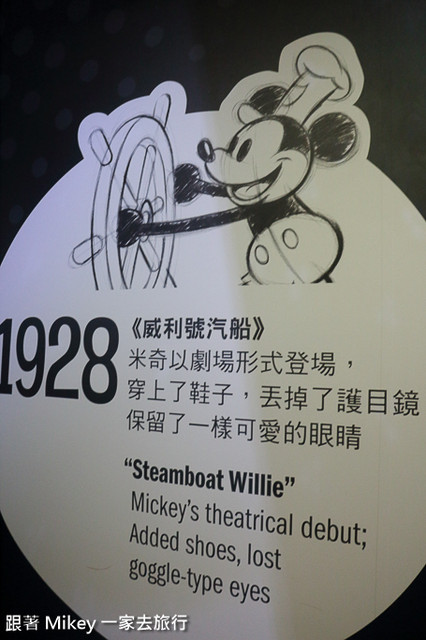 1928
《威利號汽船》
米奇以劇場形式登場，
穿上了鞋子，丟掉了護目鏡
保留了一樣可愛的眼睛
“Steamboat Willie”
Mickey’s theatrical debut;
Added shoes, lost
goggle-type eyes
跟著 Mikey 一家去旅行